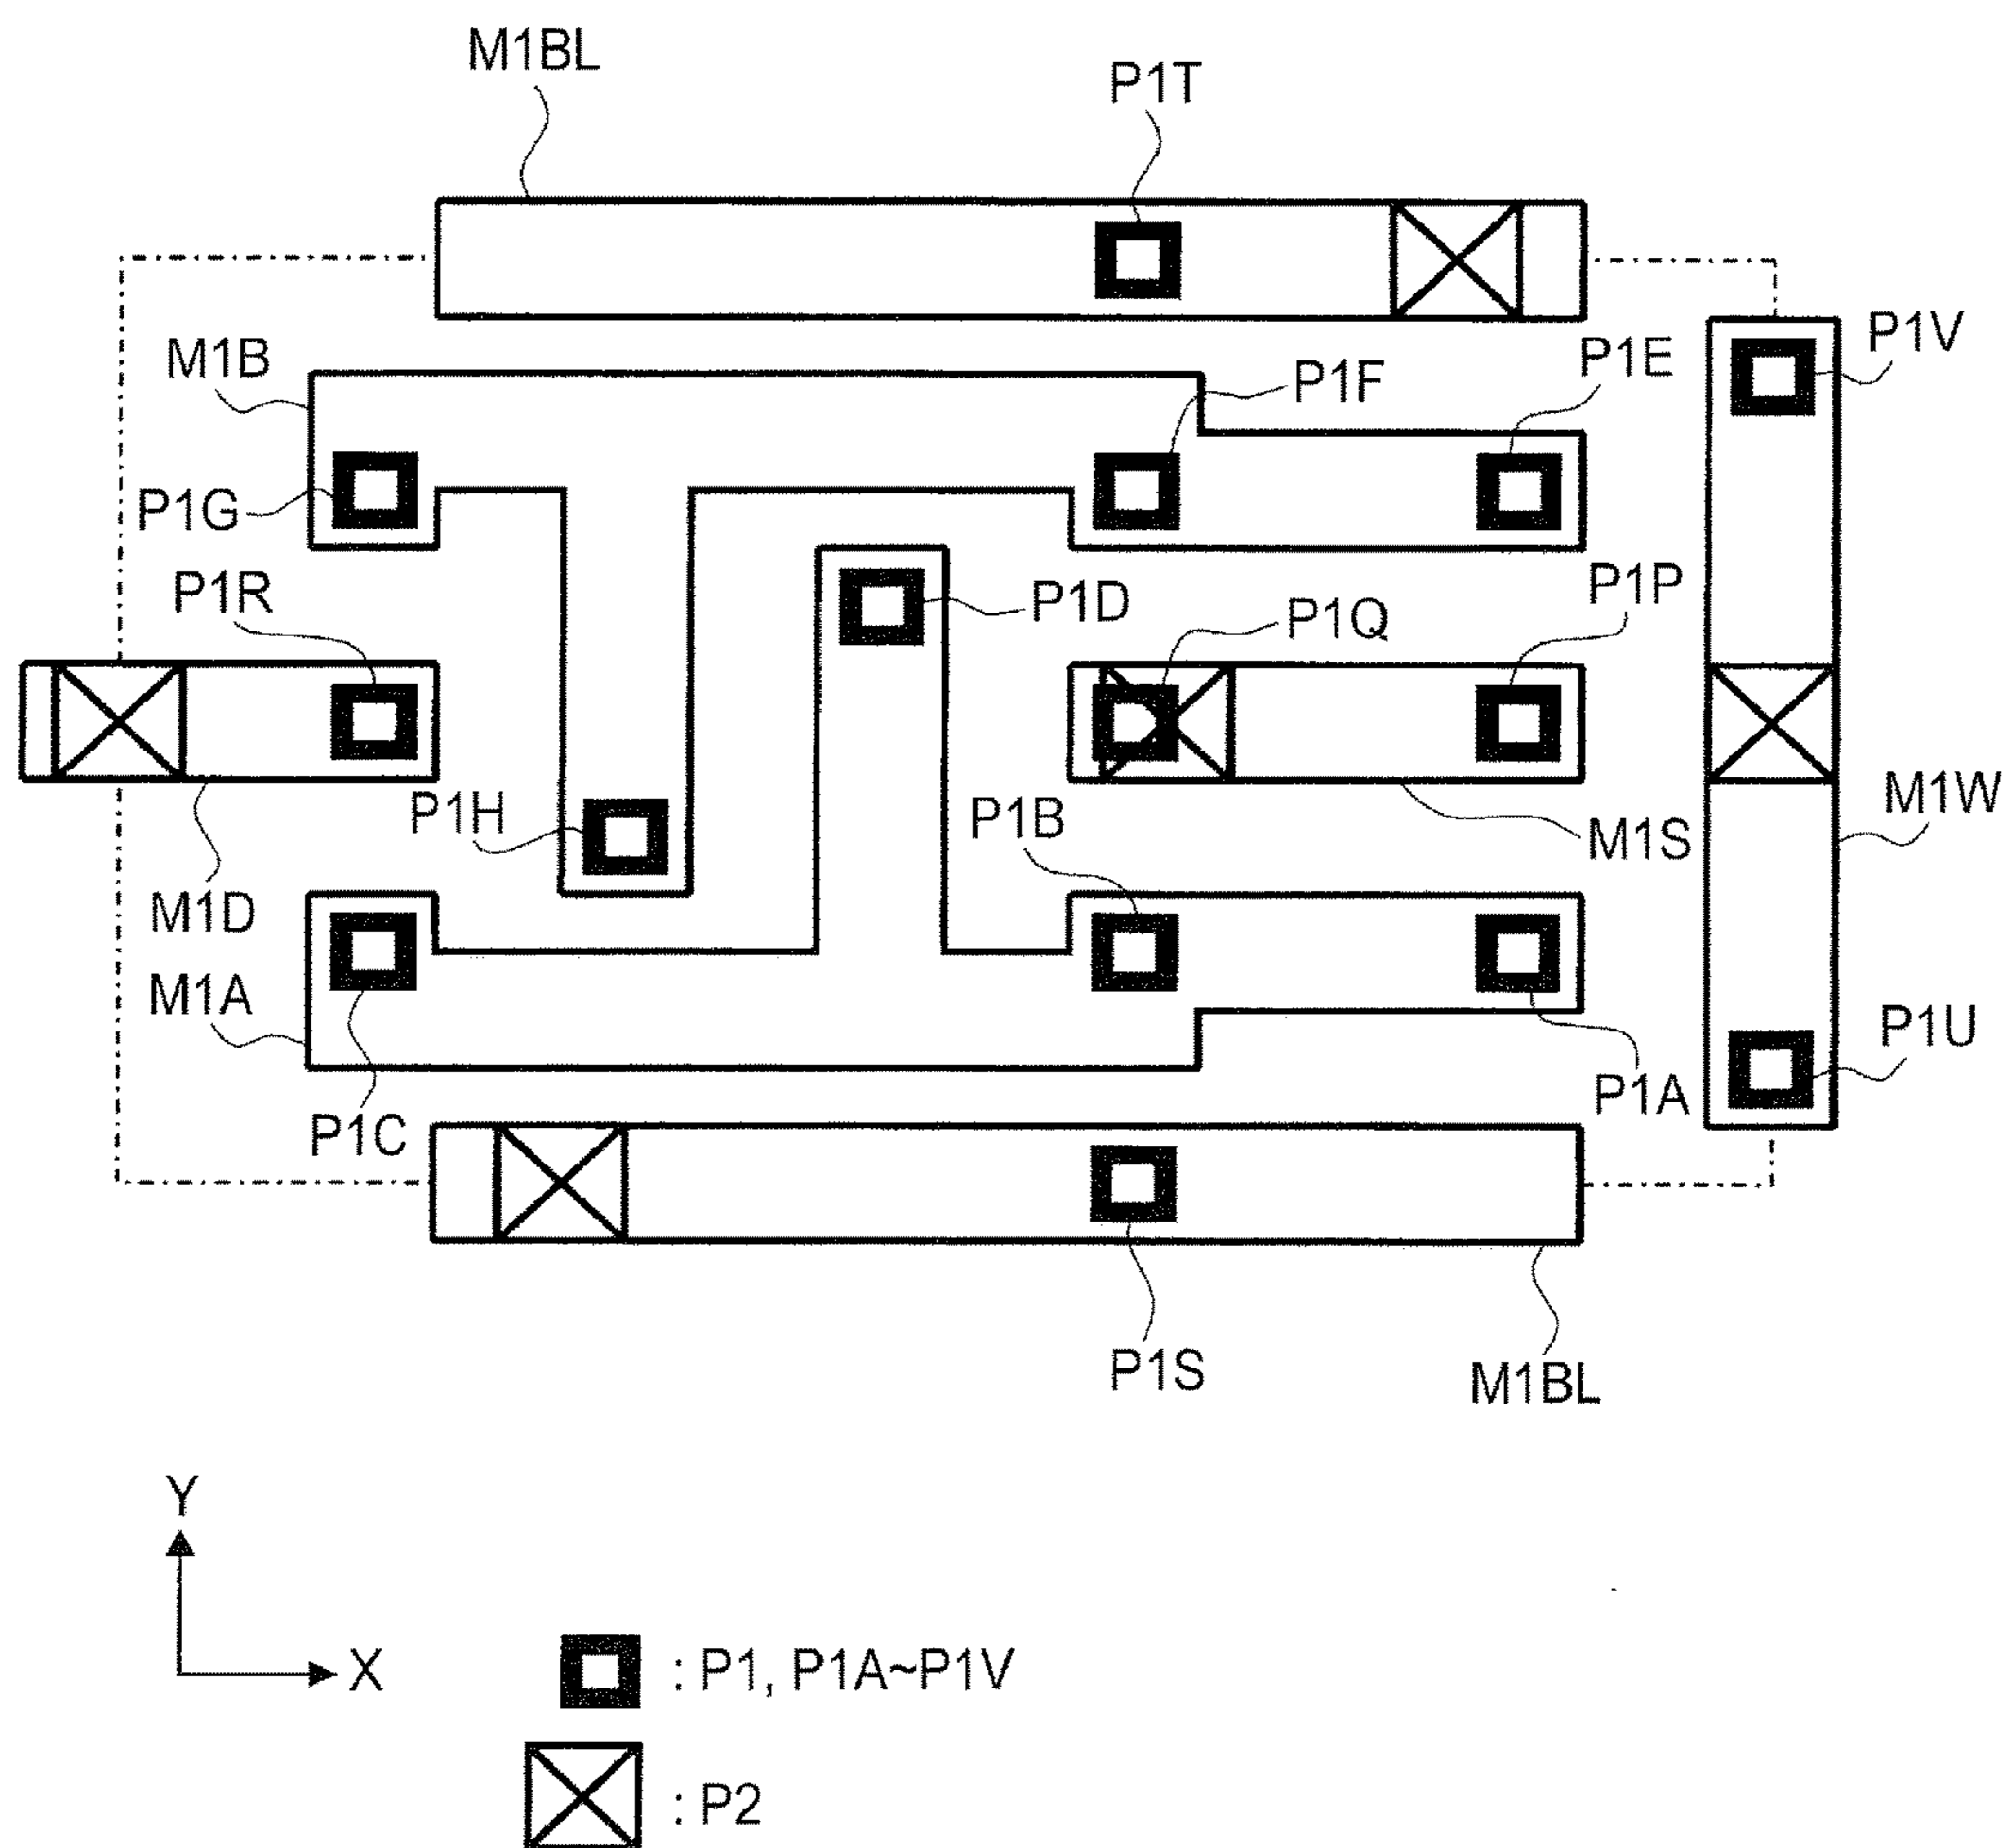 M1BL
P1T
P1V
M1B
P1F
P1E
P1G
P1R
P1D
P1Q
P1P
P1H
P1B
M1S
M1W
M1D
M1A
P1U
P1C
P1A
P1S
M1BL
Y
X
: P1, P1A~P1V
: P2